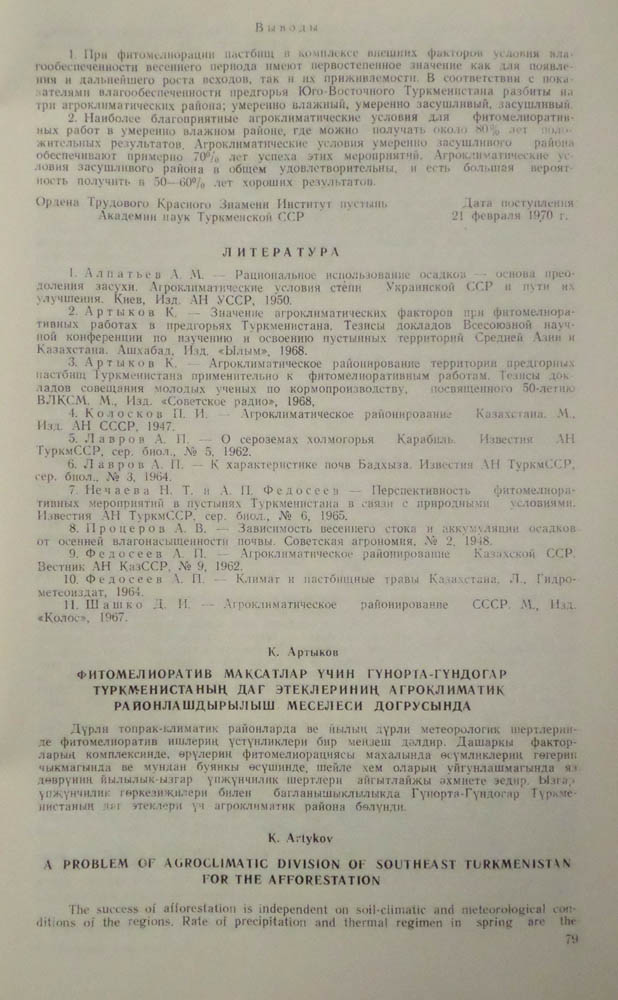 Выводы
1. При фитомелиорации пастбищ в комплексе внешних факторов условия вла-
гообеспеченности весеннего периода имеют первостепенное значение как для появле-
ния и дальнейшего роста всходов, так и их приживлемости. В соответствии с пока-
зателями влагообеспеченности предгорья Юго-Восточного Туркменистана разбиты на
три агроклиматических района; умеренно влажный, умеренно засушливый, засушливый.
2. Наиболее благоприятные агроклиматические условия для фитомелиоратив-
ных работ в умеренно влажном районе, где можно получать около 80% лет поло-
жительных результатов. Агроклиматические условия умеренно засушливого района
обеспечивают примерно 70% лет успеха этих мероприятий. Агроклиматические ус-
ловия засушливого района в общем удовлетворительны, и есть большая вероят-
ность получить в 50—60% лет хороших результатов.
Ордена Трудового Красного Знамени Институт пустынь Дата поступления
Академии наук Туркменской ССР 21 февраля 1970 г.
ЛИТЕРАТУРА
1. Алпатьев А. М. — Рациональное использование осадков — основа прео-
доления засухи. Агроклиматические условия степи Украинской ССР и пути их
улучшения. Киев, Изд. АН УССР, 1950.
2. Артыков К. — Значение агроклиматических факторов при фитомелиора-
тивных работах в предгорьях Туркменистана. Тезисы докладов Всесоюзной науч-
ной конференции по изучению и освоению пустынных территорий Средней Азии и
Казахстана. Ашхабад, Изд. «Ылым», 1968.
3. Артыков К. — Агроклиматическое районирование территории предгорных
пастбищ Туркменистана применительно к фитомелиоративным работам. Тезисы док-
ладов совещания молодых ученых по кормопроизводству, посвященного 50-летию
ВЛКСМ. М., Изд. «Советское радио», 1968,
4. Колосков П. И. — Агроклиматическое районирование Казахстана. М.,
Изд. АН СССР, 1947.
5. Лавров А. П. — О сероземах холмогорья Карабиль. Известия АН
ТуркмССР, сер. биол., № 5, 1962.
6. Лавров А. П. — К характеристике почв Бадхыза. Известия АН ТуркмССР,
сер. биол., № 3, 1964.
7. Нечаева Н. Т. и А. П. Федосеев — Перспективность фитомелиора-
тивных мероприятий в пустынях Туркменистана в связи с природными условиями.
Известия АН ТуркмССР, сер. биол., № 6, 1965.
8. Процеров А. В. — Зависимость весеннего стока и аккумуляции осадков
от осенней влагонасыщенности почвы. Советская агрономия, № 2, 1948.
9. Федосеев А. П. — Агроклиматическое районирование Казахской ССР.
Вестник АН КазССР, № 9, 1962.
10. Федосеев А. П. — Климат и пастбищные травы Казахстана. Л., Гидро-
метеоиздат, 1964.
11. Шашко Д. И. — Агроклиматическое районирование СССР. М., Изд.
«Колос», 1967.
К. Артыков
ФИТОМЕЛИОРАТИВ МАКСАТЛАР ҮЧИН ГҮНОРТА-ГҮНДОГАР
ТҮРКМЕНИСТАНЫҢ ДАГ ЭТЕКЛЕРИНИҢ АГРОКЛИМАТИК
РАЙОНЛАШДЫРЫЛЫШ МЕСЕЛЕСИ ДОГРУСЫНДА
Дүрли топрак-климатик районларда ве йылың дүрли метеорологик шертлерин-
де фитомелиоратив ишлериң үстүнликлери бир меңзеш дәлдир. Дашаркы фактор-
ларың комплексинде, өрүлериң фитомелиорациясы махалында өсүмликлериң гөгерип
чыкмагында ве мундан буянкы өсүшинде, шейле хем оларың уйгунлашмагында яз
дөврүниң йылылык-ызгар үпжүнчилик шертлери айгытлайжы әхмиете эедир. Ызгар
үпжүнчилик гөркезижилери билен багланышыклылыкда Гүнорта-Гүндогар Түркме-
нистаның даг этеклери үч агроклиматик района бөлүнди.
K. Artykov
A PROBLEM OF AGROCLIMATIC DIVISION OF SOUTHEAST TURKMENISTAN
FOR THE AFFORESTATION
The success of afforestation is independent on soil-climatic and meteorological con-
ditions of the regions. Rate of precipitation and thermal regimen in spring are the
79